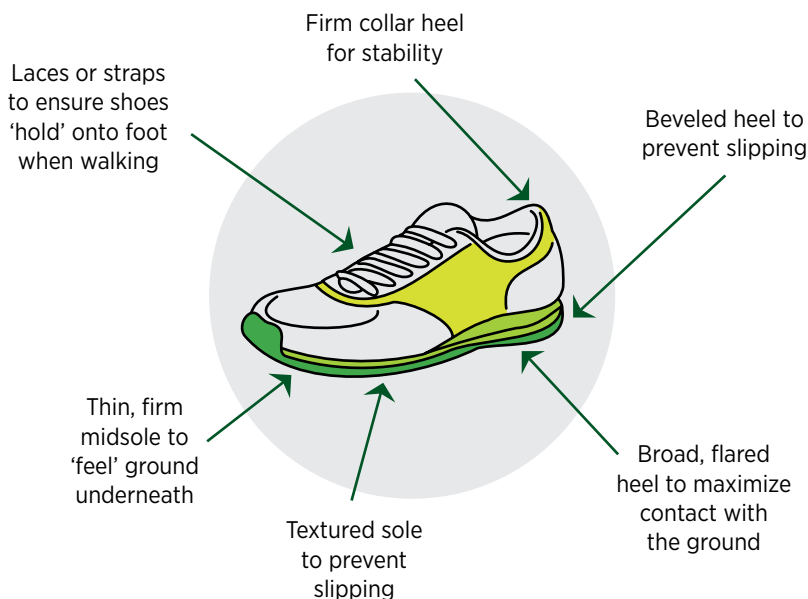 Firm collar heel
for stability
Laces or straps
to ensure shoes
‘hold’ onto foot
when walking
Beveled heel to
prevent slipping
Thin, firm
midsole to
‘feel’ ground
underneath
Textured sole
to prevent
slipping
Broad, flared
heel to maximize
contact with
the ground